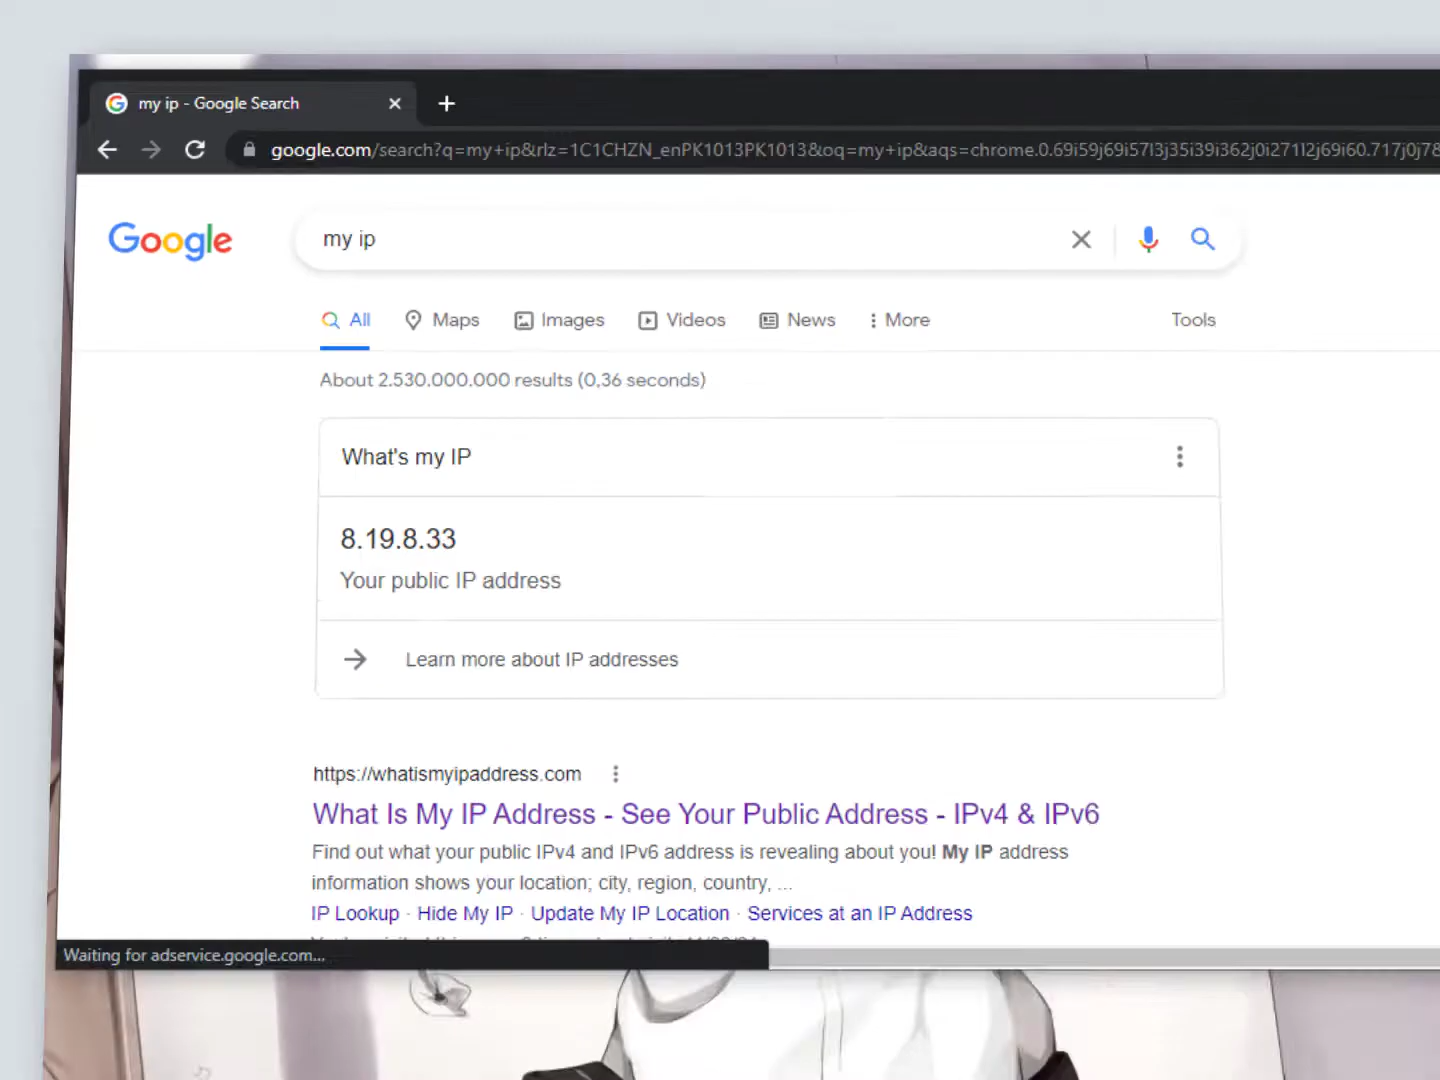 my ip - Google Search
google.com/search?q=my+ip&rlz=1C1CHZN_enPK1013PK1013&oq=my+ip&aqs=chrome.0.69i59j69i57l3j35i39i362j0i271l2j69i60.717j0j78
Google
my ip
All
Maps
Images
Videos
News
More
Tools
About 2.530.000.000 results (0,36 seconds)
What's my IP
8.19.8.33
Your public IP address
Learn more about IP addresses
https://whatismyipaddress.com
What Is My IP Address - See Your Public Address - IPv4 & IPv6
Find out what your public IPv4 and IPv6 address is revealing about you! My IP address
information shows your location; city, region, country, ...
IP Lookup · Hide My IP · Update My IP Location · Services at an IP Address
Waiting for adservice.google.com...